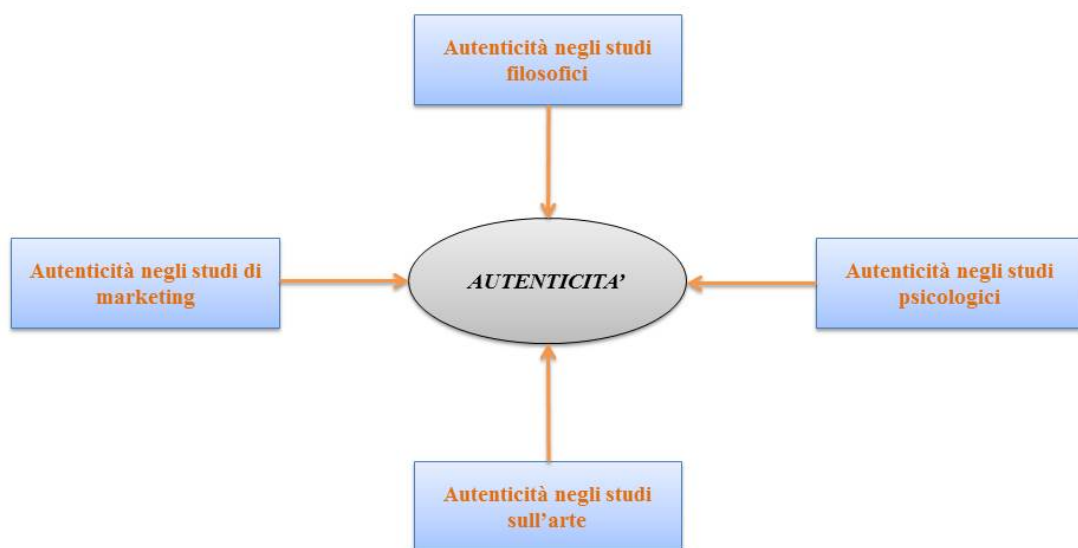 Autenticità negli studi
filosofici
Autenticità negli studi di
marketing
AUTENTICITA’
Autenticità negli studi
psicologici
Autenticità negli studi
sull’arte